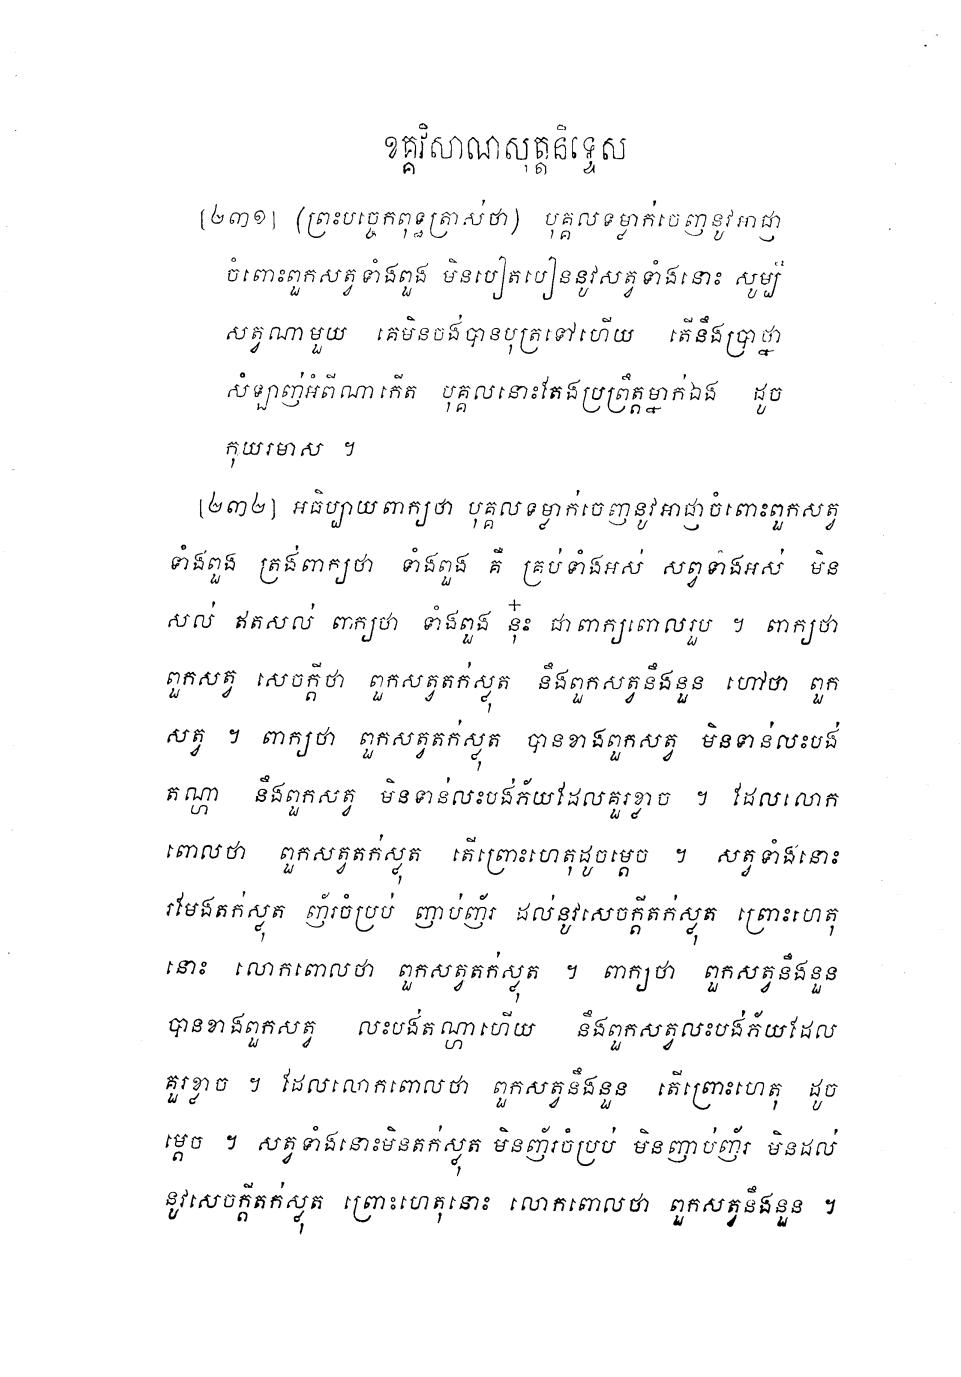 ខគ្គវិសាណសុត្តនិទ្ទេស
[២៣១] (ព្រះបច្ចេកពុទ្ធត្រាស់ថា) បុគ្គលទម្លាក់ចេញនូវអាជ្ញា
ចំពោះពួកសត្វទាំងពួង មិនបៀតបៀននូវសត្វទាំងនោះ សូម្បី
សត្វណាមួយ គេមិនចង់បានបុត្រទៅហើយ តើនឹងប្រាថ្នា
សំឡាញ់អំពីណាកើត បុគ្គលនោះតែងប្រព្រឹត្តម្នាក់ឯង ដូច
កុយរមាស ។
[២៣២] អធិប្បាយពាក្យថា បុគ្គលទម្លាក់ចេញនូវអាជ្ញាចំពោះពួកសត្វ
ទាំងពួង ត្រង់ពាក្យថា ទាំងពួង គឺ គ្រប់ទាំងអស់ សព្វទាំងអស់ មិន
សល់ ឥតសល់ ពាក្យថា ទាំងពួង នុ៎ះ ជាពាក្យពោលរួប ។ ពាក្យថា
ពួកសត្វ សេចក្តីថា ពួកសត្វតក់ស្លុត នឹងពួកសត្វនឹងនួន ហៅថា ពួក
សត្វ ។ ពាក្យថា ពួកសត្វតក់ស្លុត បានខាងពួកសត្វ មិនទាន់លះបង់
តណ្ហា នឹងពួកសត្វ មិនទាន់លះបង់ភ័យដែលគួរខ្លាច ។ ដែលលោក
ពោលថា ពួកសត្វតក់ស្លុត តើព្រោះហេតុដូចម្តេច ។ សត្វទាំងនោះ
រមែងតក់ស្លុត ញ័រចំប្រប់ ញាប់ញ័រ ដល់នូវសេចក្តីតក់ស្លុត ព្រោះហេតុ
នោះ លោកពោលថា ពួកសត្វតក់ស្លុត ។ ពាក្យថា ពួកសត្វនឹងនួន
បានខាងពួកសត្វ លះបង់តណ្ហាហើយ នឹងពួកសត្វលះបង់ភ័យដែល
គួរខ្លាច ។ ដែលលោកពោលថា ពួកសត្វនឹងនួន តើព្រោះហេតុ ដូច
ម្តេច ។ សត្វទាំងនោះមិនតក់ស្លុត មិនញ័រចំប្រប់ មិនញាប់ញ័រ មិនដល់
នូវសេចក្តីតក់ស្លុត ព្រោះហេតុនោះ លោកពោលថា ពួកសត្វនឹងនួន ។